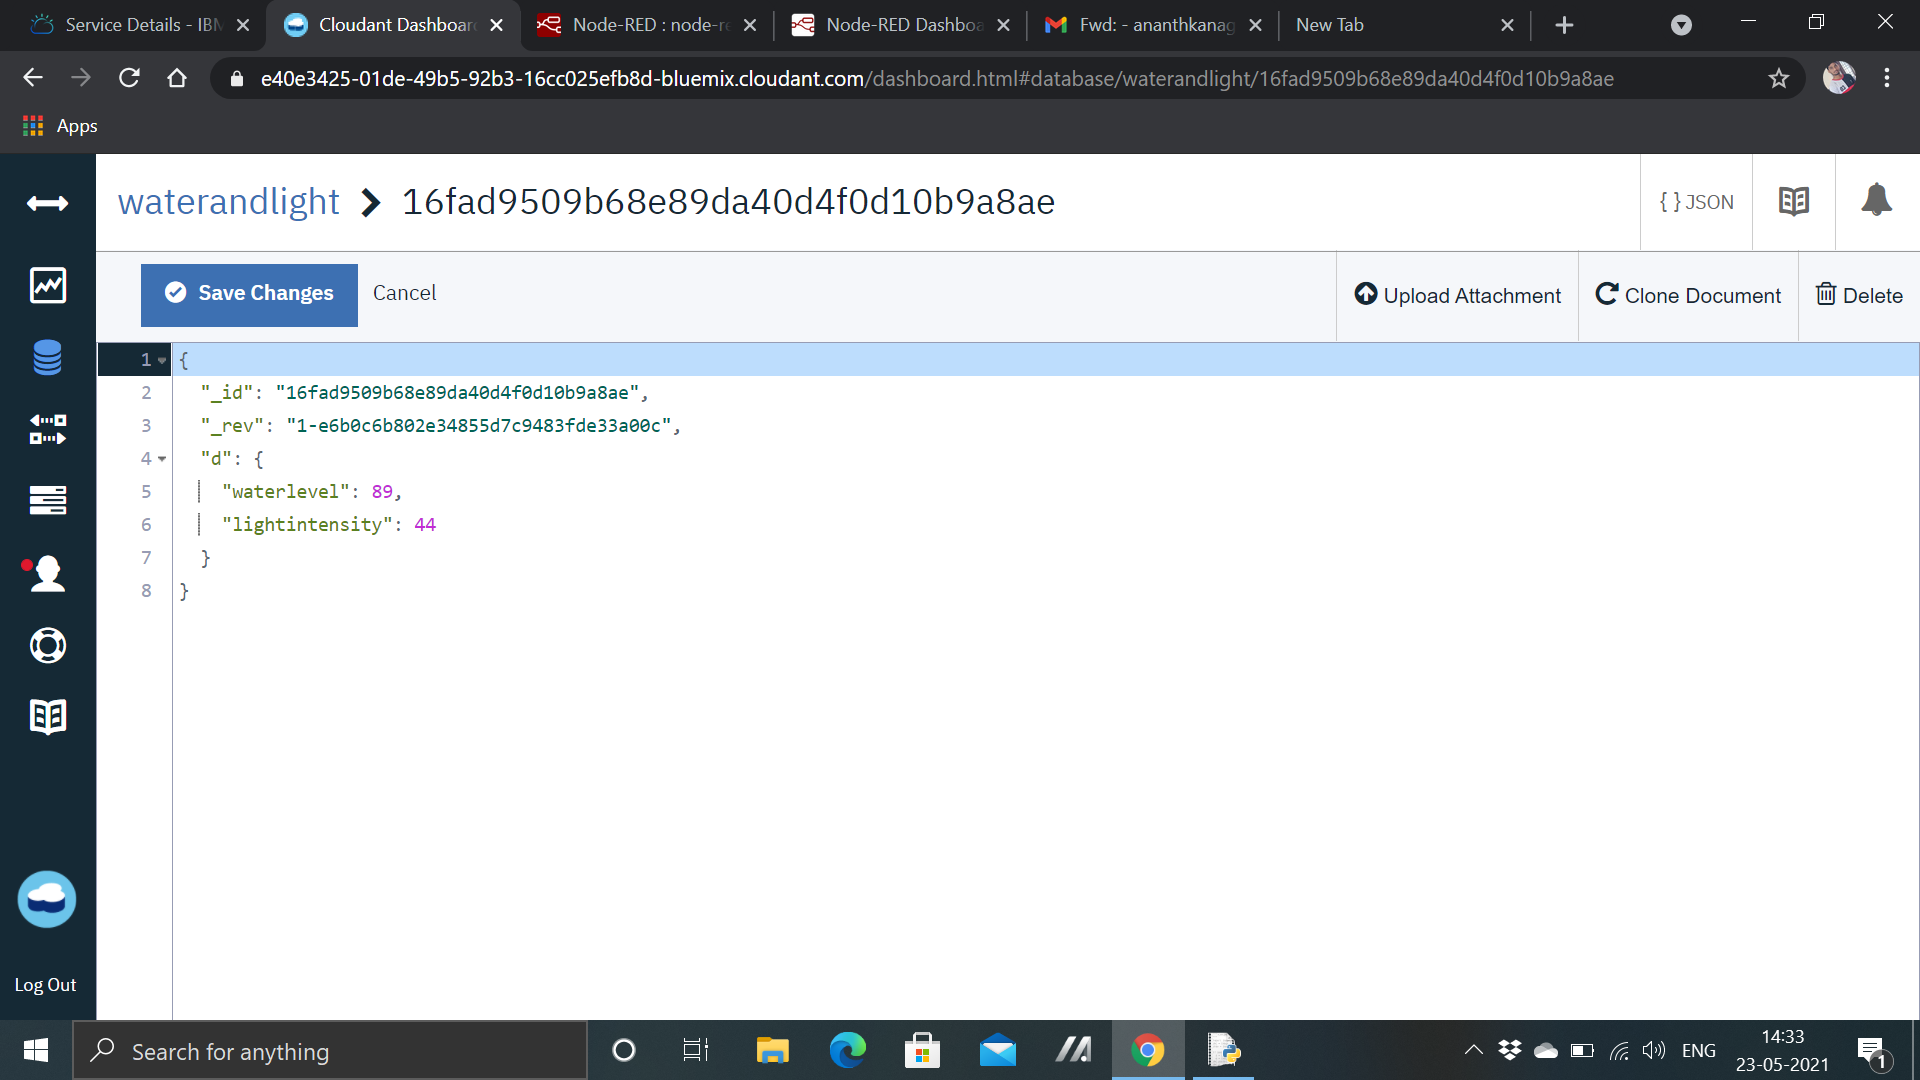 Service Details - IBM
Cloudant Dashboar
Node-RED : node-re
Node-RED Dashboa
Fwd: - ananthkanag
New Tab
e40e3425-01de-49b5-92b3-16cc025efb8d-bluemix.cloudant.com/dashboard.html#database/waterandlight/16fad9509b68e89da40d4f0d10b9a8ae
Apps
waterandlight > 16fad9509b68e89da40d4f0d10b9a8ae
{ } JSON
Save Changes
Cancel
Upload Attachment
Clone Document
Delete
1 {
2 "_id": "16fad9509b68e89da40d4f0d10b9a8ae",
3 "_rev": "1-e6b0c6b802e34855d7c9483fde33a00c",
4 "d": {
5 "waterlevel": 89,
6 "lightintensity": 44
7 }
8 }
Log Out
Search for anything
ENG
14:33
23-05-2021
1